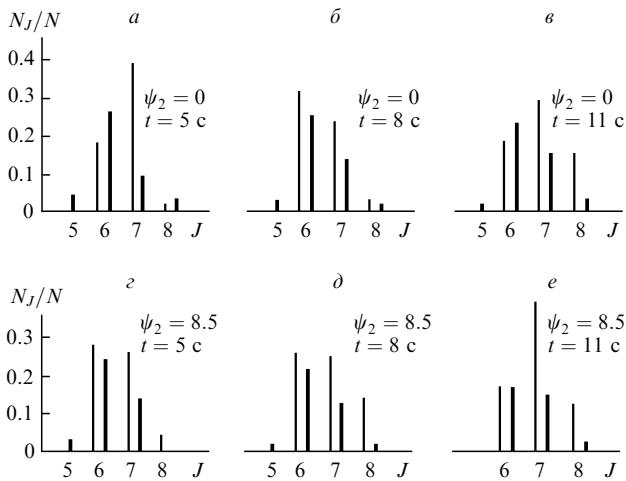 N_J/N а б в
0.4
0.3
0.2
0.1
0
ψ₂ = 0
t = 5 с
ψ₂ = 0
t = 8 с
ψ₂ = 0
t = 11 с
5 6 7 8 J
5 6 7 8 J
5 6 7 8 J
г д е
N_J/N
0.3
0.2
0.1
0
ψ₂ = 8.5
t = 5 с
ψ₂ = 8.5
t = 8 с
ψ₂ = 8.5
t = 11 с
5 6 7 8 J
5 6 7 8 J
6 7 8 J